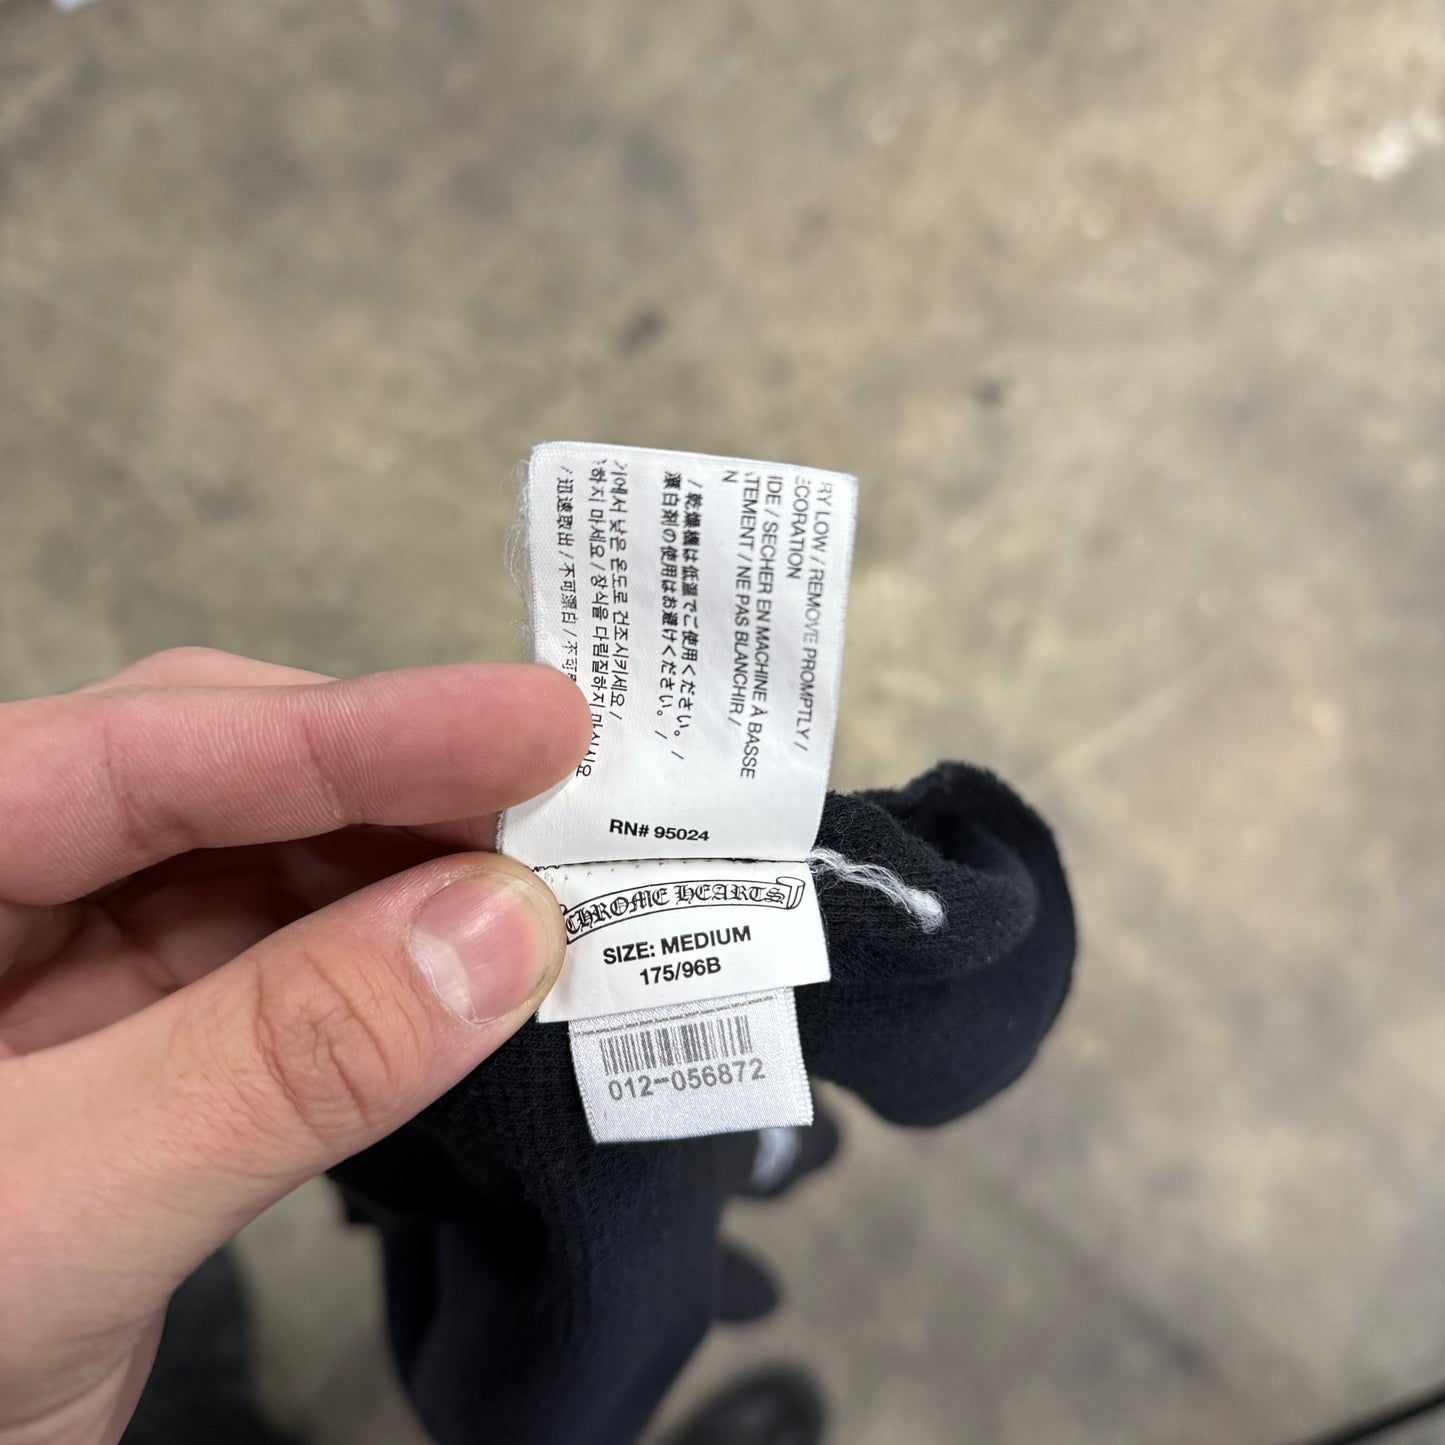 RY LOW / REMOVE PROMPTLY /
ECORATION
IDE / SECHER EN MACHINE À BASSE
TEMENT / NE PAS BLANCHIR /
N
/ 乾燥機は低温でご使用ください。 /
漂白剤の使用はお避けください。 /
기에서 낮은 온도로 건조시키세요 /
하지 마세요 / 장식을 다림질하지 마십시요
/ 迅速取出 / 不可漂白 / 不可
RN# 95024
CHROME HEARTS
SIZE: MEDIUM
175/96B
012-056872